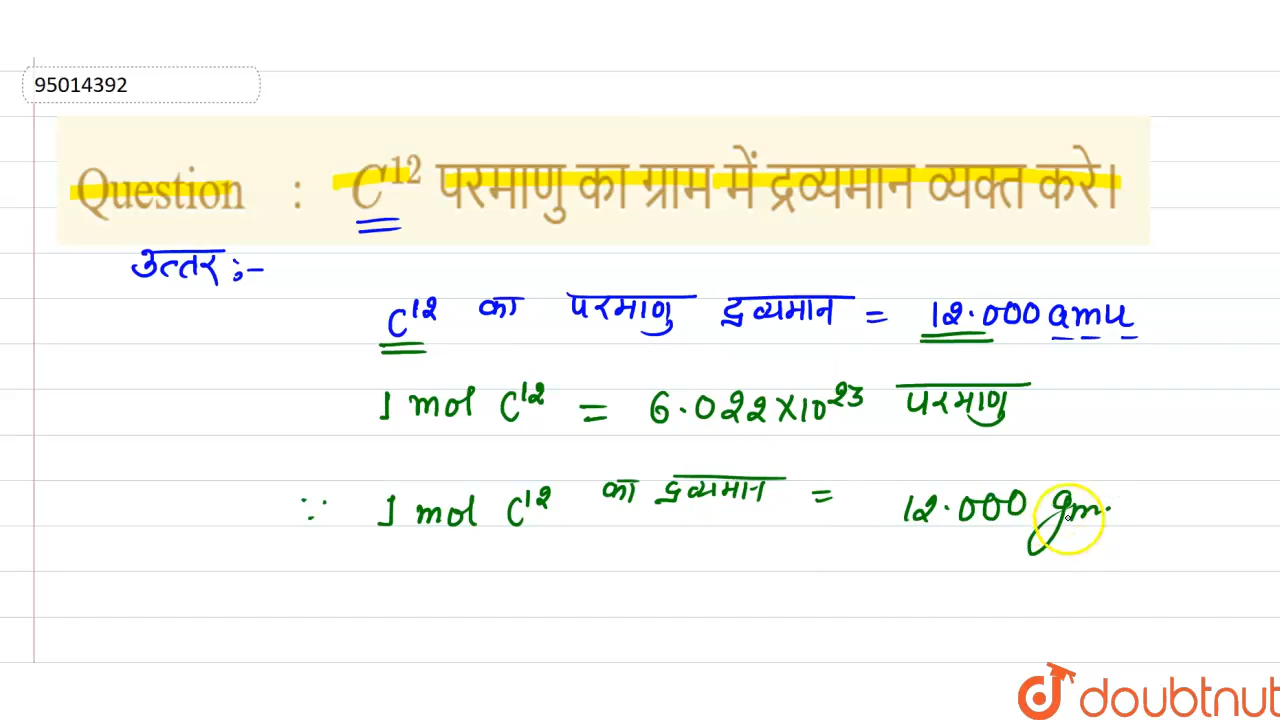 95014392
Question : C¹² परमाणु का ग्राम में द्रव्यमान व्यक्त करे।
उत्तर :-
C¹² का परमाणु द्रव्यमान = 12.000 amu
1 mol C¹² = 6.022×10²³ परमाणु
∵ 1 mol C¹² का द्रव्यमान = 12.000 gm.
doubtnut